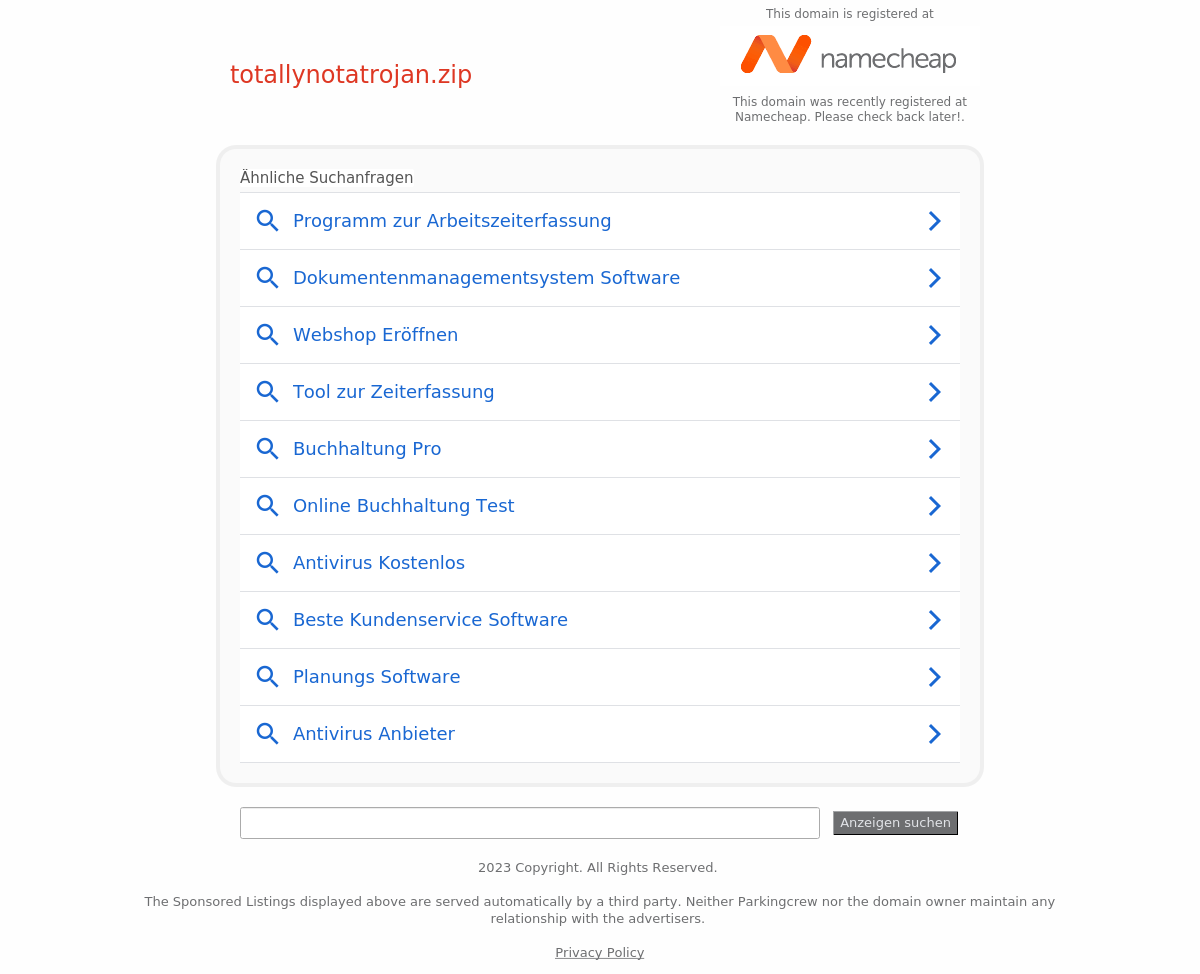 This domain is registered at
namecheap
totallynotatrojan.zip
This domain was recently registered at
Namecheap. Please check back later!.
Ähnliche Suchanfragen
Programm zur Arbeitszeiterfassung
Dokumentenmanagementsystem Software
Webshop Eröffnen
Tool zur Zeiterfassung
Buchhaltung Pro
Online Buchhaltung Test
Antivirus Kostenlos
Beste Kundenservice Software
Planungs Software
Antivirus Anbieter
Anzeigen suchen
2023 Copyright. All Rights Reserved.
The Sponsored Listings displayed above are served automatically by a third party. Neither Parkingcrew nor the domain owner maintain any
relationship with the advertisers.
Privacy Policy